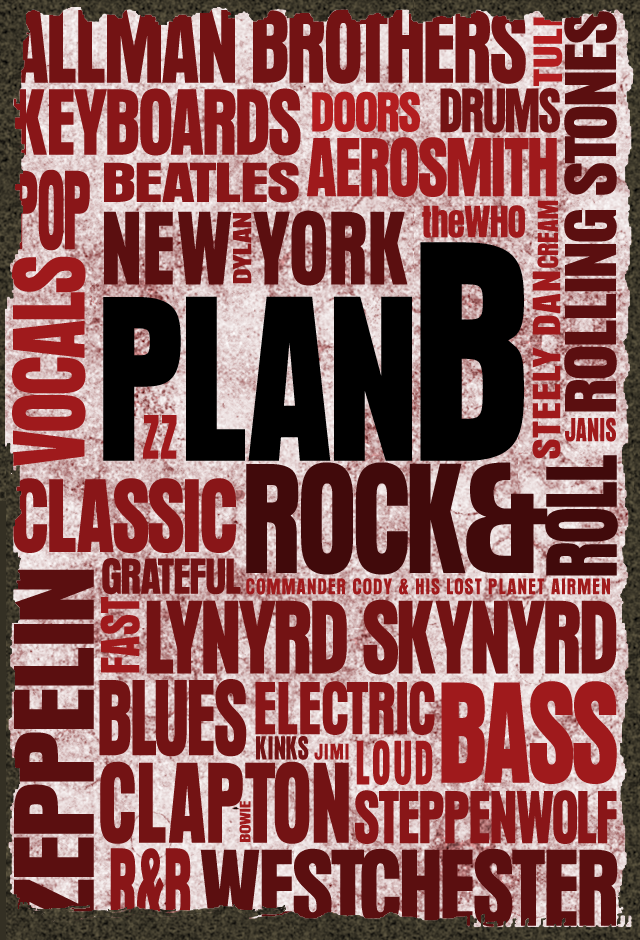 ALLMAN BROTHERS
TULL
KEYBOARDS
DOORS
DRUMS
ROLLING STONES
BEATLES
AEROSMITH
POP
NEW YORK
DYLAN
theWHO
CREAM
VOCALS
PLAN B
ZZ
STEELY DAN
JANIS
CLASSIC
ROCK &
ROLL
GRATEFUL
COMMANDER CODY & HIS LOST PLANET AIRMEN
ZEPPELIN
FAST
LYNYRD SKYNYRD
BLUES
ELECTRIC
BASS
KINKS
JIMI
LOUD
CLAPTON
BOWIE
STEPPENWOLF
R&R
WESTCHESTER